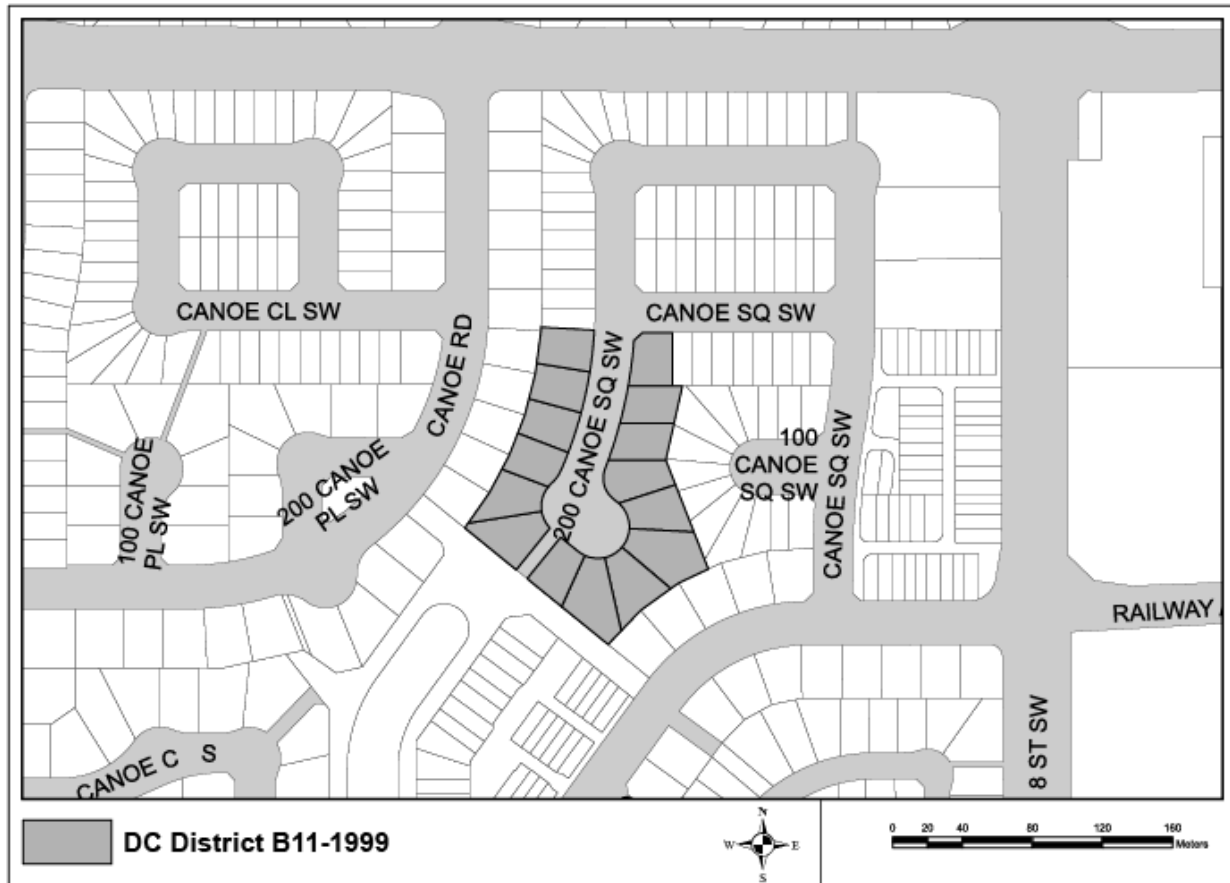 CANOE CL SW
CANOE SQ SW
CANOE RD
200 CANOE SQ SW
100
CANOE
SQ SW
CANOE SQ SW
100 CANOE
PL SW
200 CANOE
PL SW
RAILWAY
CANOE C S
8 ST SW
DC District B11-1999
N
W E
S
0 20 40 80 120 160
Meters